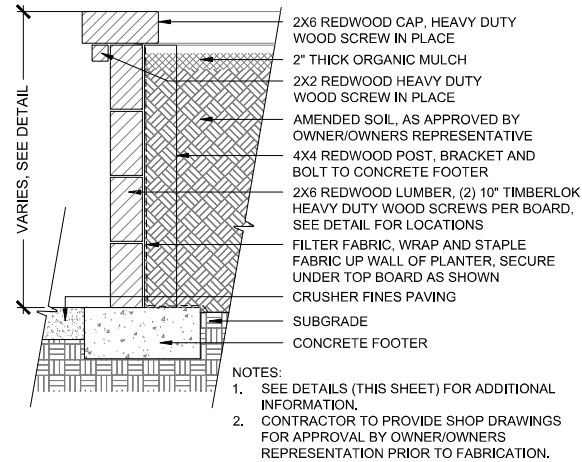 VARIES, SEE DETAIL
2X6 REDWOOD CAP, HEAVY DUTY
WOOD SCREW IN PLACE
2" THICK ORGANIC MULCH
2X2 REDWOOD HEAVY DUTY
WOOD SCREW IN PLACE
AMENDED SOIL, AS APPROVED BY
OWNER/OWNERS REPRESENTATIVE
4X4 REDWOOD POST, BRACKET AND
BOLT TO CONCRETE FOOTER
2X6 REDWOOD LUMBER, (2) 10" TIMBERLOK
HEAVY DUTY WOOD SCREWS PER BOARD,
SEE DETAIL FOR LOCATIONS
FILTER FABRIC, WRAP AND STAPLE
FABRIC UP WALL OF PLANTER, SECURE
UNDER TOP BOARD AS SHOWN
CRUSHER FINES PAVING
SUBGRADE
CONCRETE FOOTER
NOTES:
1. SEE DETAILS (THIS SHEET) FOR ADDITIONAL
INFORMATION.
2. CONTRACTOR TO PROVIDE SHOP DRAWINGS
FOR APPROVAL BY OWNER/OWNERS
REPRESENTATION PRIOR TO FABRICATION.